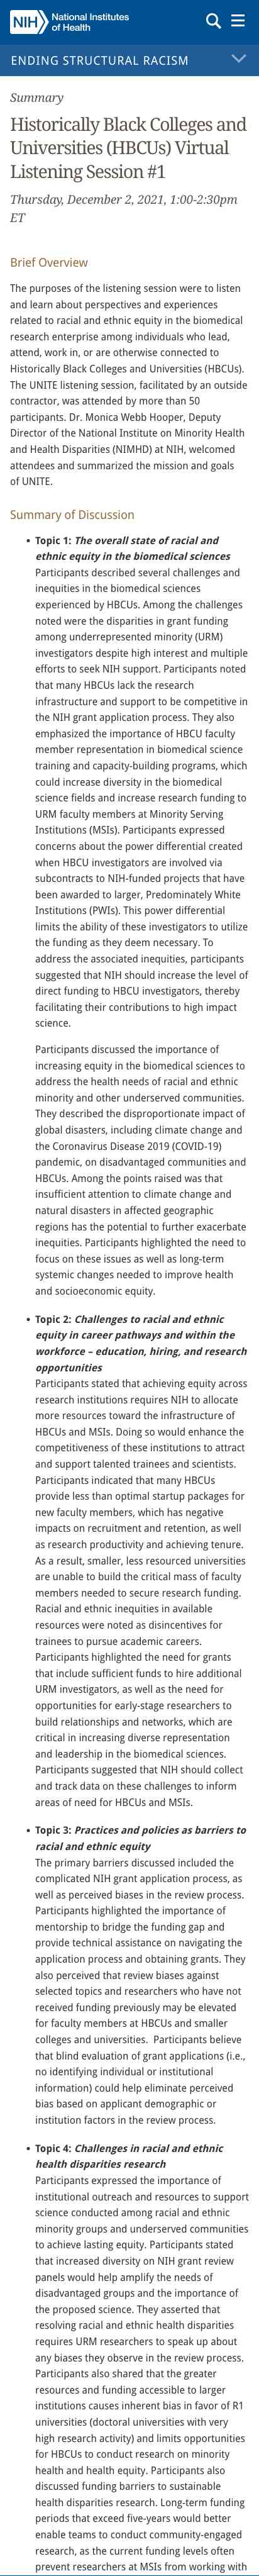 NIH National Institutes
of Health
ENDING STRUCTURAL RACISM
Summary
Historically Black Colleges and
Universities (HBCUs) Virtual
Listening Session #1
Thursday, December 2, 2021, 1:00-2:30pm
ET
Brief Overview
The purposes of the listening session were to listen
and learn about perspectives and experiences
related to racial and ethnic equity in the biomedical
research enterprise among individuals who lead,
attend, work in, or are otherwise connected to
Historically Black Colleges and Universities (HBCUs).
The UNITE listening session, facilitated by an outside
contractor, was attended by more than 50
participants. Dr. Monica Webb Hooper, Deputy
Director of the National Institute on Minority Health
and Health Disparities (NIMHD) at NIH, welcomed
attendees and summarized the mission and goals
of UNITE.
Summary of Discussion
• Topic 1: The overall state of racial and
ethnic equity in the biomedical sciences
Participants described several challenges and
inequities in the biomedical sciences
experienced by HBCUs. Among the challenges
noted were the disparities in grant funding
among underrepresented minority (URM)
investigators despite high interest and multiple
efforts to seek NIH support. Participants noted
that many HBCUs lack the research
infrastructure and support to be competitive in
the NIH grant application process. They also
emphasized the importance of HBCU faculty
member representation in biomedical science
training and capacity-building programs, which
could increase diversity in the biomedical
science fields and increase research funding to
URM faculty members at Minority Serving
Institutions (MSIs). Participants expressed
concerns about the power differential created
when HBCU investigators are involved via
subcontracts to NIH-funded projects that have
been awarded to larger, Predominately White
Institutions (PWIs). This power differential
limits the ability of these investigators to utilize
the funding as they deem necessary. To
address the associated inequities, participants
suggested that NIH should increase the level of
direct funding to HBCU investigators, thereby
facilitating their contributions to high impact
science.
Participants discussed the importance of
increasing equity in the biomedical sciences to
address the health needs of racial and ethnic
minority and other underserved communities.
They described the disproportionate impact of
global disasters, including climate change and
the Coronavirus Disease 2019 (COVID-19)
pandemic, on disadvantaged communities and
HBCUs. Among the points raised was that
insufficient attention to climate change and
natural disasters in affected geographic
regions has the potential to further exacerbate
inequities. Participants highlighted the need to
focus on these issues as well as long-term
systemic changes needed to improve health
and socioeconomic equity.
• Topic 2: Challenges to racial and ethnic
equity in career pathways and within the
workforce – education, hiring, and research
opportunities
Participants stated that achieving equity across
research institutions requires NIH to allocate
more resources toward the infrastructure of
HBCUs and MSIs. Doing so would enhance the
competitiveness of these institutions to attract
and support talented trainees and scientists.
Participants indicated that many HBCUs
provide less than optimal startup packages for
new faculty members, which has negative
impacts on recruitment and retention, as well
as research productivity and achieving tenure.
As a result, smaller, less resourced universities
are unable to build the critical mass of faculty
members needed to secure research funding.
Racial and ethnic inequities in available
resources were noted as disincentives for
trainees to pursue academic careers.
Participants highlighted the need for grants
that include sufficient funds to hire additional
URM investigators, as well as the need for
opportunities for early-stage researchers to
build relationships and networks, which are
critical in increasing diverse representation
and leadership in the biomedical sciences.
Participants suggested that NIH should collect
and track data on these challenges to inform
areas of need for HBCUs and MSIs.
• Topic 3: Practices and policies as barriers to
racial and ethnic equity
The primary barriers discussed included the
complicated NIH grant application process, as
well as perceived biases in the review process.
Participants highlighted the importance of
mentorship to bridge the funding gap and
provide technical assistance on navigating the
application process and obtaining grants. They
also perceived that review biases against
selected topics and researchers who have not
received funding previously may be elevated
for faculty members at HBCUs and smaller
colleges and universities.  Participants believe
that blind evaluation of grant applications (i.e.,
no identifying individual or institutional
information) could help eliminate perceived
bias based on applicant demographic or
institution factors in the review process.
• Topic 4: Challenges in racial and ethnic
health disparities research
Participants expressed the importance of
institutional outreach and resources to support
science conducted among racial and ethnic
minority groups and underserved communities
to achieve lasting equity. Participants stated
that increased diversity on NIH grant review
panels would help amplify the needs of
disadvantaged groups and the importance of
the proposed science. They asserted that
resolving racial and ethnic health disparities
requires URM researchers to speak up about
any biases they observe in the review process.
Participants also shared that the greater
resources and funding accessible to larger
institutions causes inherent bias in favor of R1
universities (doctoral universities with very
high research activity) and limits opportunities
for HBCUs to conduct research on minority
health and health equity. Participants also
discussed funding barriers to sustainable
health disparities research. Long-term funding
periods that exceed five-years would better
enable teams to conduct community-engaged
research, as the current funding levels often
prevent researchers at MSIs from working with